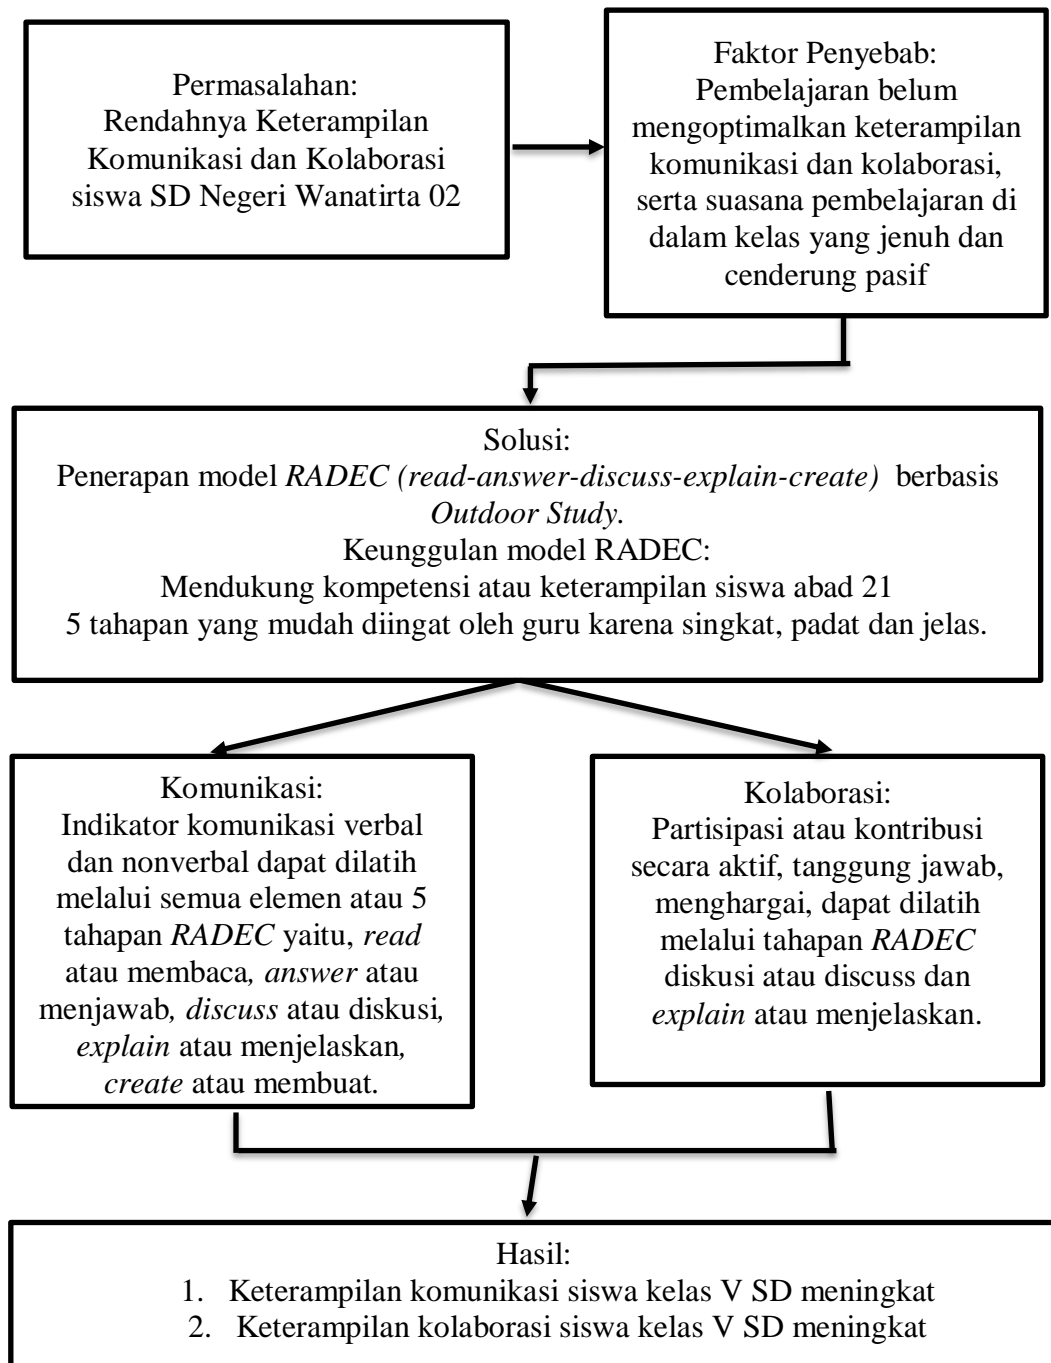 Permasalahan:
Rendahnya Keterampilan
Komunikasi dan Kolaborasi
siswa SD Negeri Wanatirta 02
Faktor Penyebab:
Pembelajaran belum
mengoptimalkan keterampilan
komunikasi dan kolaborasi,
serta suasana pembelajaran di
dalam kelas yang jenuh dan
cenderung pasif
Solusi:
Penerapan model RADEC (read-answer-discuss-explain-create) berbasis
Outdoor Study.
Keunggulan model RADEC:
Mendukung kompetensi atau keterampilan siswa abad 21
5 tahapan yang mudah diingat oleh guru karena singkat, padat dan jelas.
Komunikasi:
Indikator komunikasi verbal
dan nonverbal dapat dilatih
melalui semua elemen atau 5
tahapan RADEC yaitu, read
atau membaca, answer atau
menjawab, discuss atau diskusi,
explain atau menjelaskan,
create atau membuat.
Kolaborasi:
Partisipasi atau kontribusi
secara aktif, tanggung jawab,
menghargai, dapat dilatih
melalui tahapan RADEC
diskusi atau discuss dan
explain atau menjelaskan.
Hasil:
1. Keterampilan komunikasi siswa kelas V SD meningkat
2. Keterampilan kolaborasi siswa kelas V SD meningkat